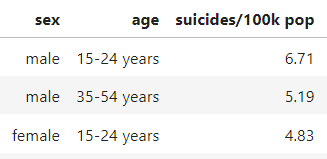 sex age suicides/100k pop
male 15-24 years 6.71
male 35-54 years 5.19
female 15-24 years 4.83